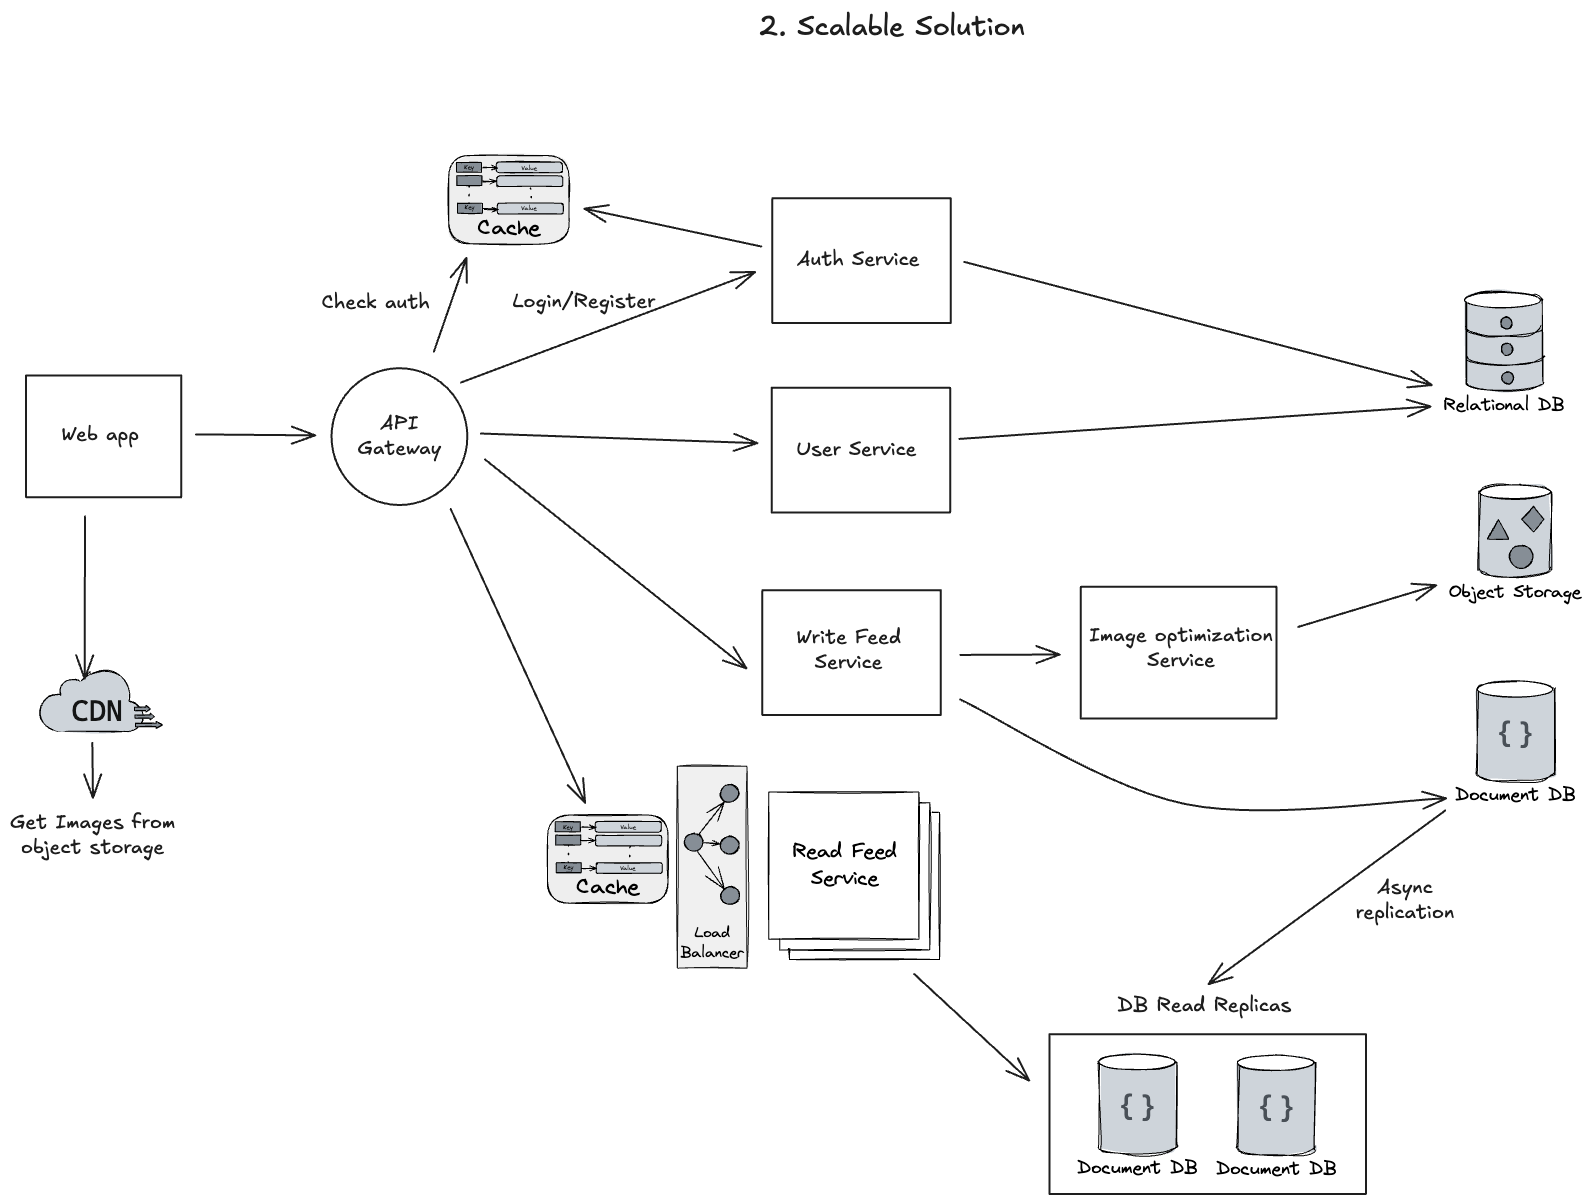 2. Scalable Solution
Key
Value
Key
Value
Cache
Check auth
Login/Register
Auth Service
Relational DB
Web app
API
Gateway
User Service
Object Storage
Write Feed
Service
Image optimization
Service
CDN
Get Images from
object storage
Document DB
{ }
Key
Value
Key
Value
Cache
Load
Balancer
Read Feed
Service
Async
replication
DB Read Replicas
{ }
{ }
Document DB
Document DB